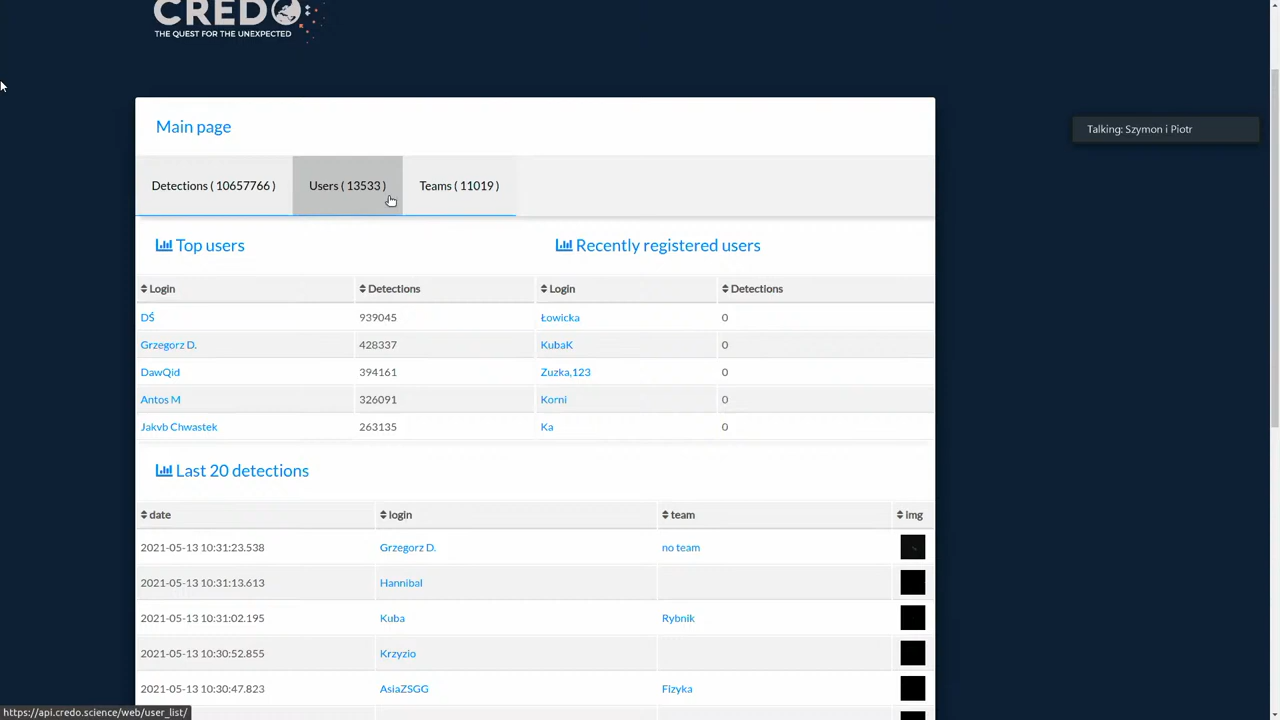 CREDO
THE QUEST FOR THE UNEXPECTED
Talking: Szymon i Piotr
Main page
Detections ( 10657766 ) Users ( 13533 ) Teams ( 11019 )
Top users Recently registered users
Login Detections Login Detections
DŚ 939045 Łowicka 0
Grzegorz D. 428337 KubaK 0
DawQid 394161 Zuzka,123 0
Antos M 326091 Korni 0
Jakvb Chwastek 263135 Ka 0
Last 20 detections
date login team img
2021-05-13 10:31:23.538 Grzegorz D. no team
2021-05-13 10:31:13.613 Hannibal
2021-05-13 10:31:02.195 Kuba Rybnik
2021-05-13 10:30:52.855 Krzyzio
2021-05-13 10:30:47.823 AsiaZSGG Fizyka
https://api.credo.science/web/user_list/